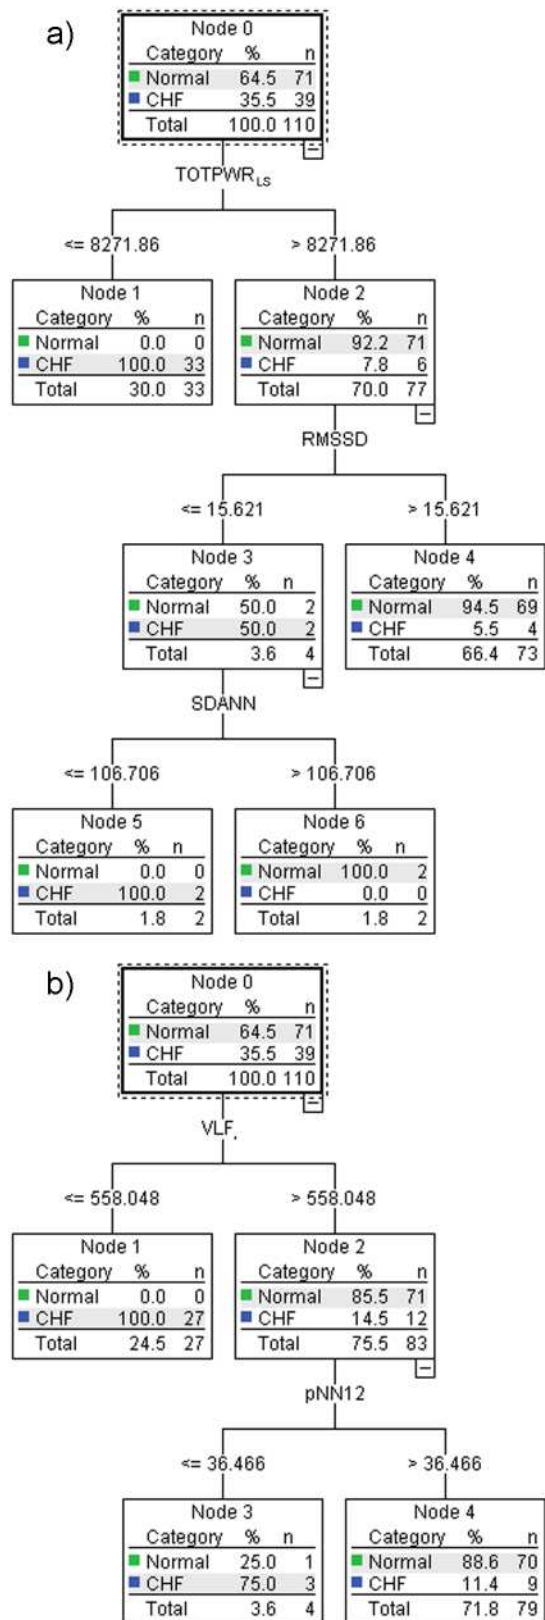 a)
Node 0
Category % n
Normal 64.5 71
CHF 35.5 39
Total 100.0 110
TOTPWR_LS
<= 8271.86 > 8271.86
Node 1
Category % n
Normal 0.0 0
CHF 100.0 33
Total 30.0 33
Node 2
Category % n
Normal 92.2 71
CHF 7.8 6
Total 70.0 77
RMSSD
<= 15.621 > 15.621
Node 3
Category % n
Normal 50.0 2
CHF 50.0 2
Total 3.6 4
Node 4
Category % n
Normal 94.5 69
CHF 5.5 4
Total 66.4 73
SDANN
<= 106.706 > 106.706
Node 5
Category % n
Normal 0.0 0
CHF 100.0 2
Total 1.8 2
Node 6
Category % n
Normal 100.0 2
CHF 0.0 0
Total 1.8 2
b)
Node 0
Category % n
Normal 64.5 71
CHF 35.5 39
Total 100.0 110
VLF
<= 558.048 > 558.048
Node 1
Category % n
Normal 0.0 0
CHF 100.0 27
Total 24.5 27
Node 2
Category % n
Normal 85.5 71
CHF 14.5 12
Total 75.5 83
pNN12
<= 36.466 > 36.466
Node 3
Category % n
Normal 25.0 1
CHF 75.0 3
Total 3.6 4
Node 4
Category % n
Normal 88.6 70
CHF 11.4 9
Total 71.8 79